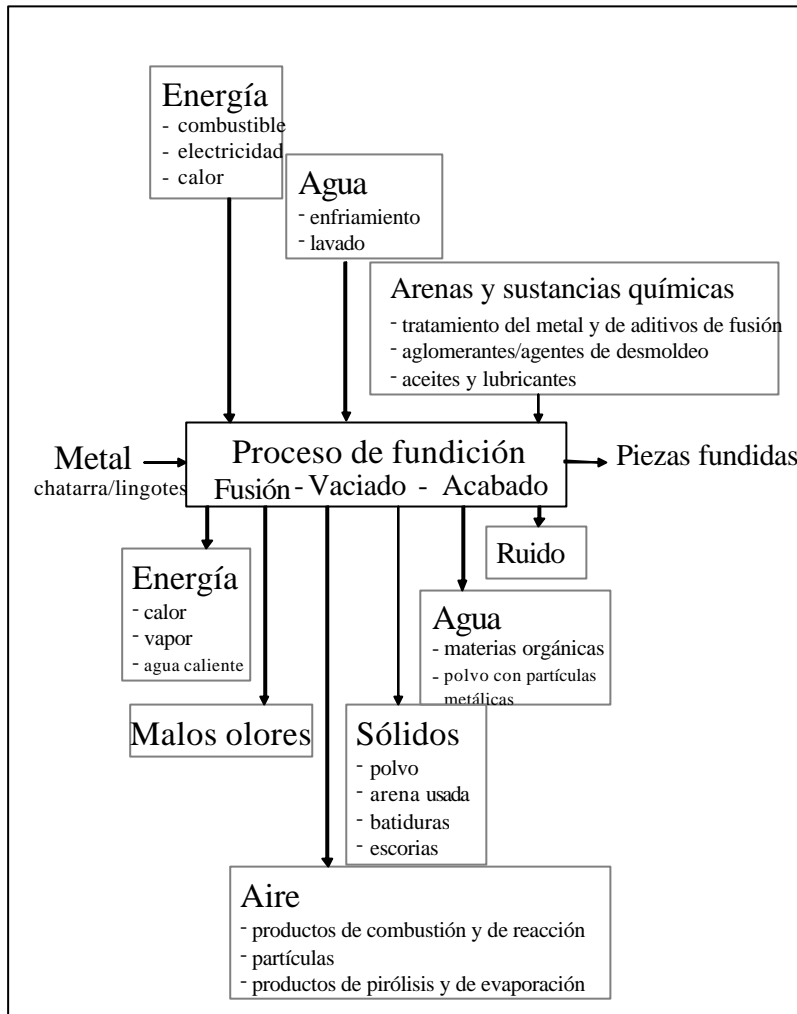 Energía
- combustible
- electricidad
- calor
Agua
- enfriamiento
- lavado
Arenas y sustancias químicas
- tratamiento del metal y de aditivos de fusión
- aglomerantes/agentes de desmoldeo
- aceites y lubricantes
Metal
chatarra/lingotes
Proceso de fundición
Fusión - Vaciado - Acabado
Piezas fundidas
Energía
- calor
- vapor
- agua caliente
Ruido
Agua
- materias orgánicas
- polvo con partículas
metálicas
Malos olores
Sólidos
- polvo
- arena usada
- batiduras
- escorias
Aire
- productos de combustión y de reacción
- partículas
- productos de pirólisis y de evaporación